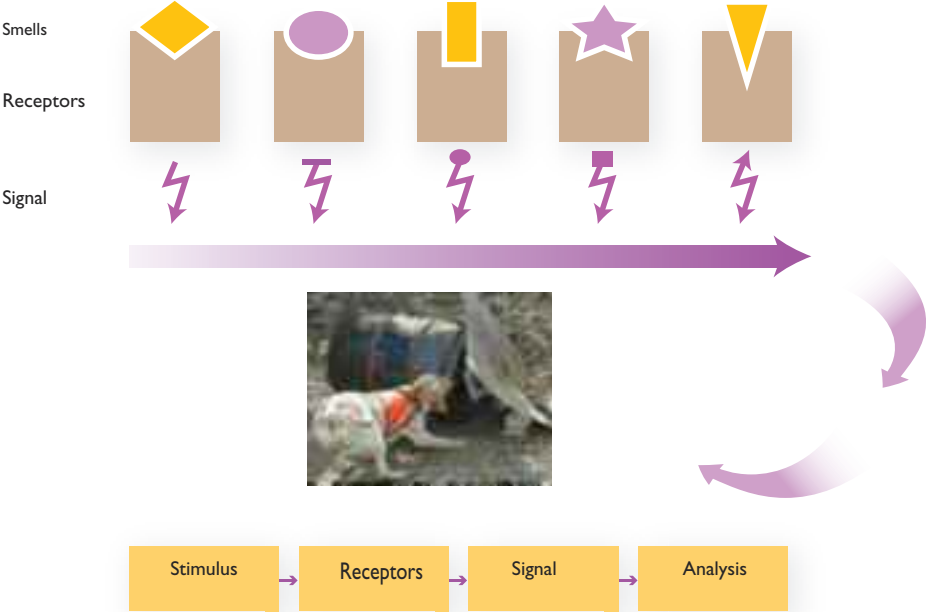 Smells
Receptors
Signal
Stimulus
Receptors
Signal
Analysis